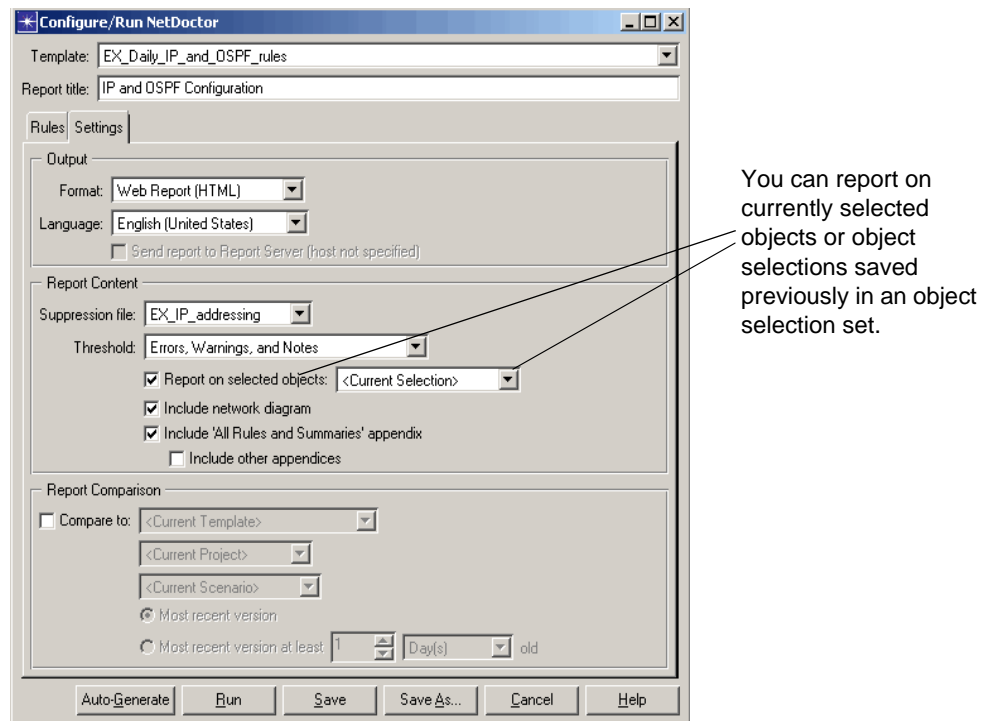 Configure/Run NetDoctor
Template: EX_Daily_IP_and_OSPF_rules
Report title: IP and OSPF Configuration
Rules Settings
Output
Format: Web Report (HTML)
Language: English (United States)
Send report to Report Server (host not specified)
Report Content
Suppression file: EX_IP_addressing
Threshold: Errors, Warnings, and Notes
Report on selected objects: <Current Selection>
Include network diagram
Include 'All Rules and Summaries' appendix
Include other appendices
Report Comparison
Compare to: <Current Template>
<Current Project>
<Current Scenario>
Most recent version
Most recent version at least 1 Day(s) old
Auto-Generate Run Save Save As... Cancel Help
You can report on
currently selected
objects or object
selections saved
previously in an object
selection set.